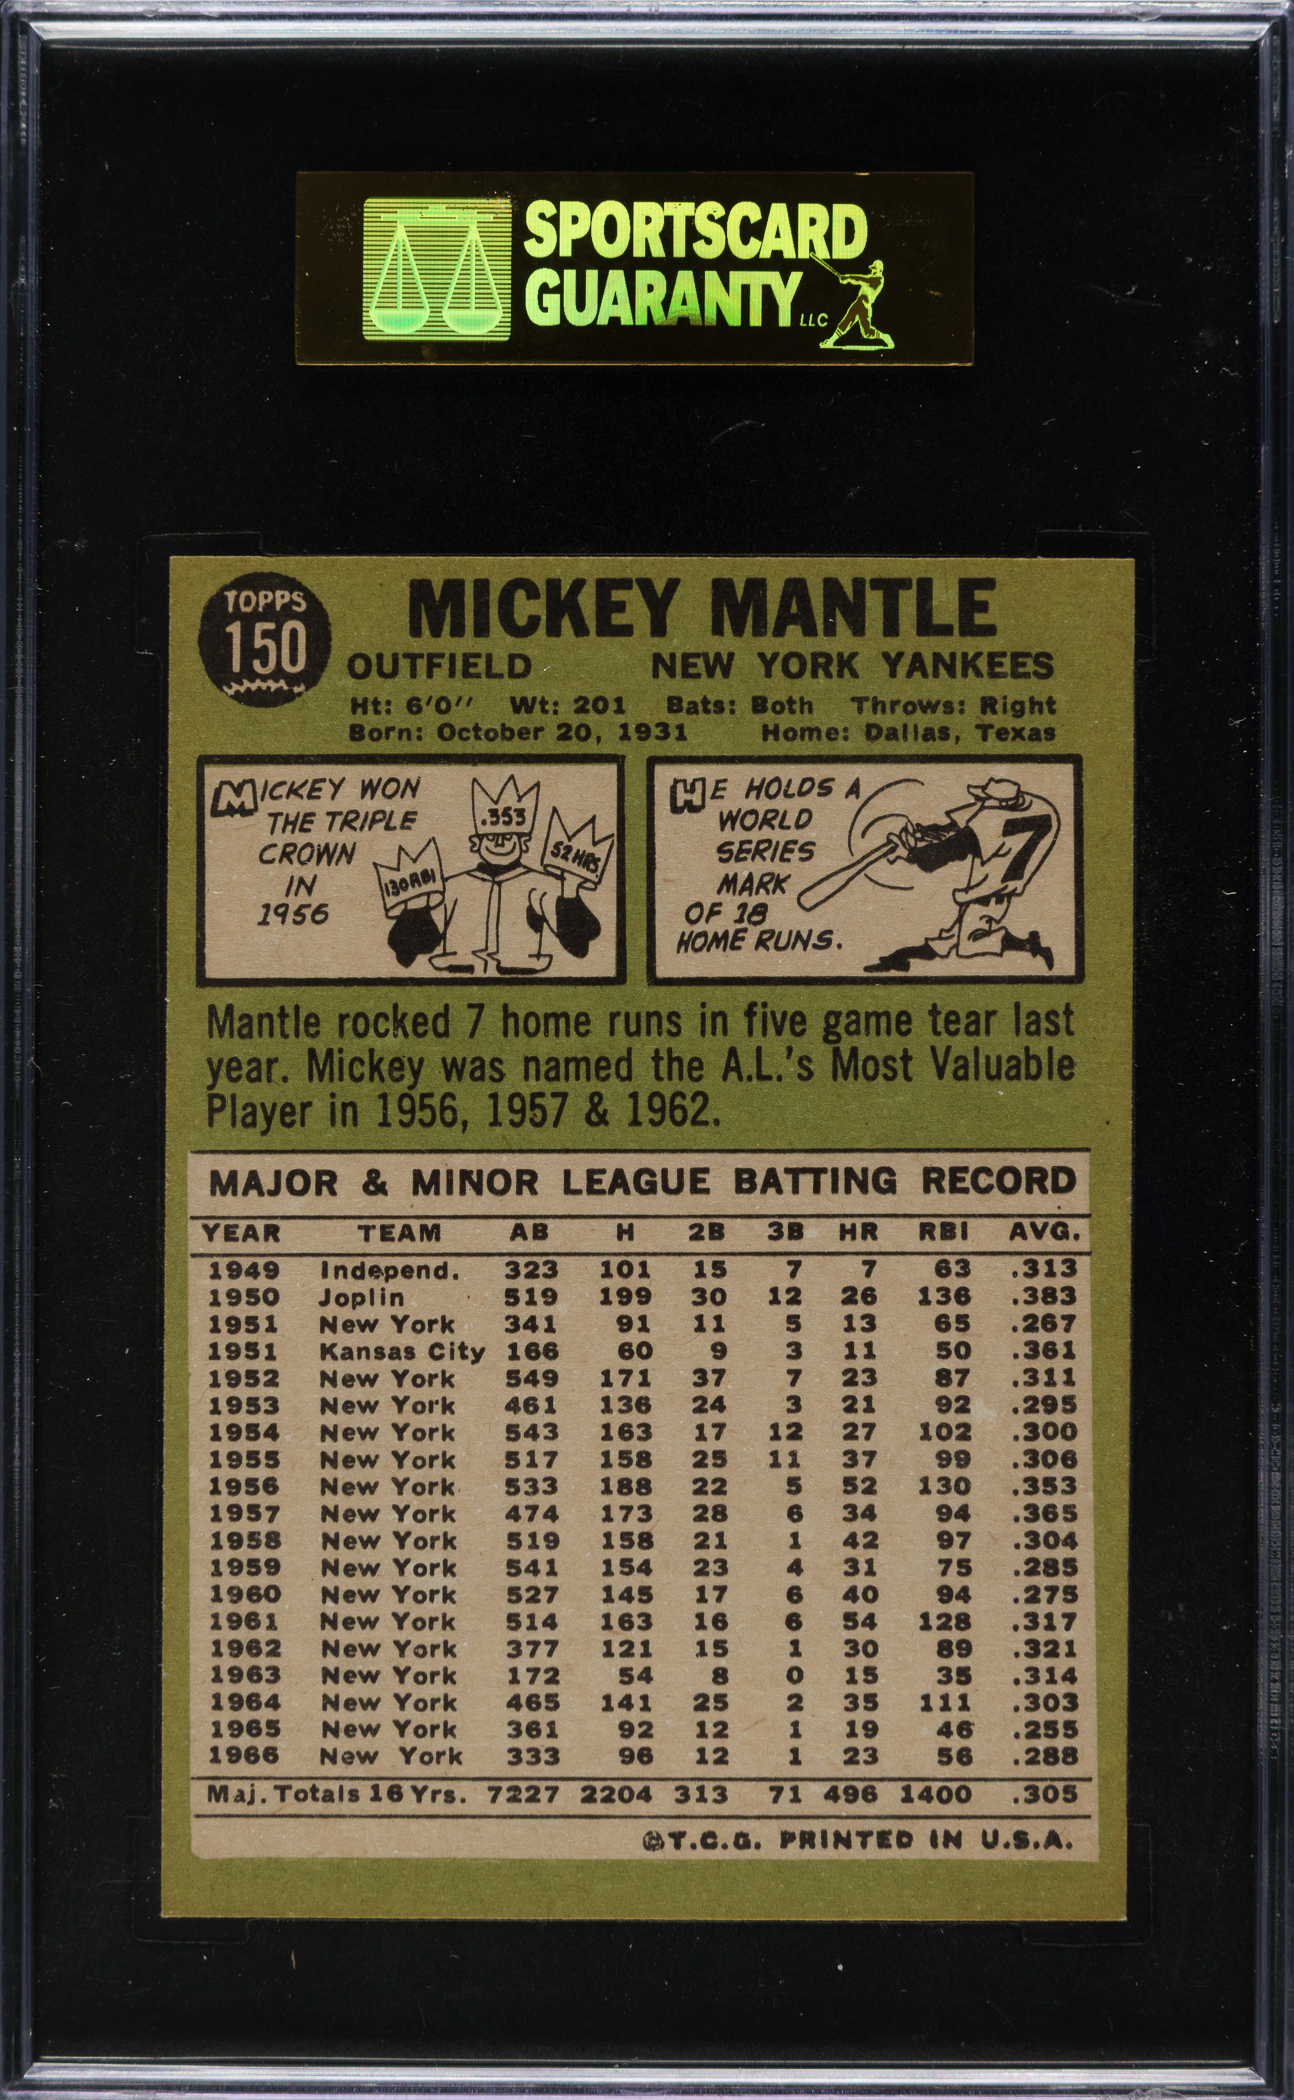 SPORTSCARD
GUARANTY LLC
TOPPS
150
MICKEY MANTLE
OUTFIELD NEW YORK YANKEES
Ht: 6'0'' Wt: 201 Bats: Both Throws: Right
Born: October 20, 1931 Home: Dallas, Texas
MICKEY WON
THE TRIPLE
CROWN
IN
1956
.353
130 RBI
52 HRS.
HE HOLDS A
WORLD
SERIES
MARK
OF 18
HOME RUNS.
7
Mantle rocked 7 home runs in five game tear last
year. Mickey was named the A.L.'s Most Valuable
Player in 1956, 1957 & 1962.
MAJOR & MINOR LEAGUE BATTING RECORD
YEAR TEAM AB H 2B 3B HR RBI AVG.
1949 Independ. 323 101 15 7 7 63 .313
1950 Joplin 519 199 30 12 26 136 .383
1951 New York 341 91 11 5 13 65 .267
1951 Kansas City 166 60 9 3 11 50 .361
1952 New York 549 171 37 7 23 87 .311
1953 New York 461 136 24 3 21 92 .295
1954 New York 543 163 17 12 27 102 .300
1955 New York 517 158 25 11 37 99 .306
1956 New York 533 188 22 5 52 130 .353
1957 New York 474 173 28 6 34 94 .365
1958 New York 519 158 21 1 42 97 .304
1959 New York 541 154 23 4 31 75 .285
1960 New York 527 145 17 6 40 94 .275
1961 New York 514 163 16 6 54 128 .317
1962 New York 377 121 15 1 30 89 .321
1963 New York 172 54 8 0 15 35 .314
1964 New York 465 141 25 2 35 111 .303
1965 New York 361 92 12 1 19 46 .255
1966 New York 333 96 12 1 23 56 .288
Maj. Totals 16 Yrs. 7227 2204 313 71 496 1400 .305
©T.C.G. PRINTED IN U.S.A.